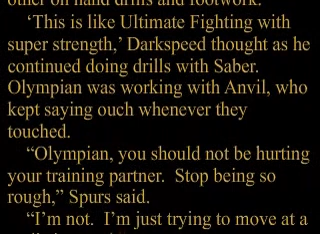 other on hand drills and footwork.
‘This is like Ultimate Fighting with
super strength,’ Darkspeed thought as he
continued doing drills with Saber.
Olympian was working with Anvil, who
kept saying ouch whenever they
touched.
“Olympian, you should not be hurting
your training partner.  Stop being so
rough,” Spurs said.
“I’m not.  I’m just trying to move at a